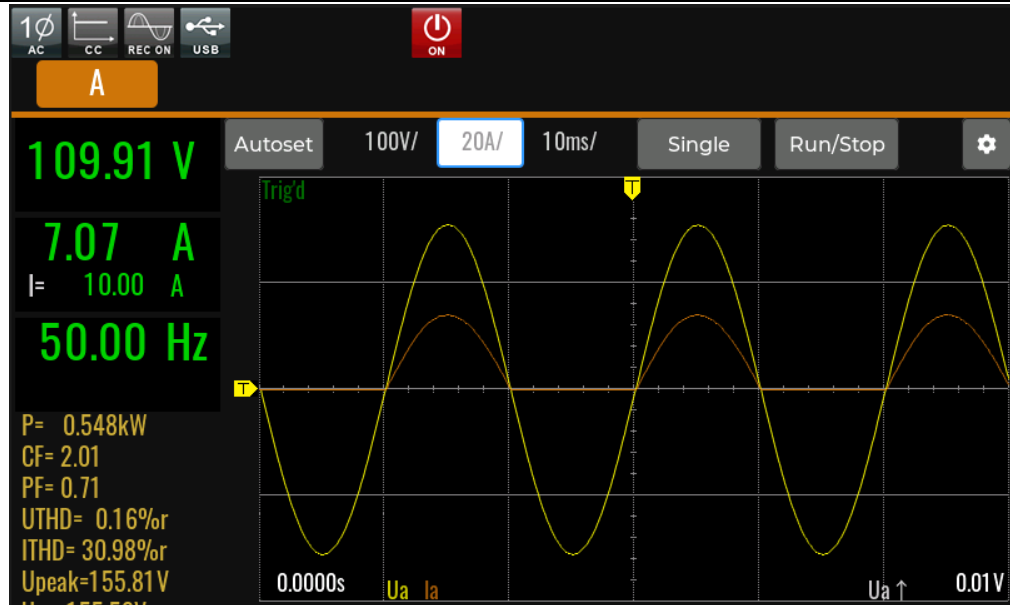 1Ø
AC
CC
REC ON
USB
ON
A
109.91 V
7.07 A
I= 10.00 A
50.00 Hz
P= 0.548kW
CF= 2.01
PF= 0.71
UTHD= 0.16%r
ITHD= 30.98%r
Upeak=155.81V
Autoset
100V/
20A/
10ms/
Single
Run/Stop
Trig'd
T
T
0.0000s
Ua
Ia
Ua↑
0.01V